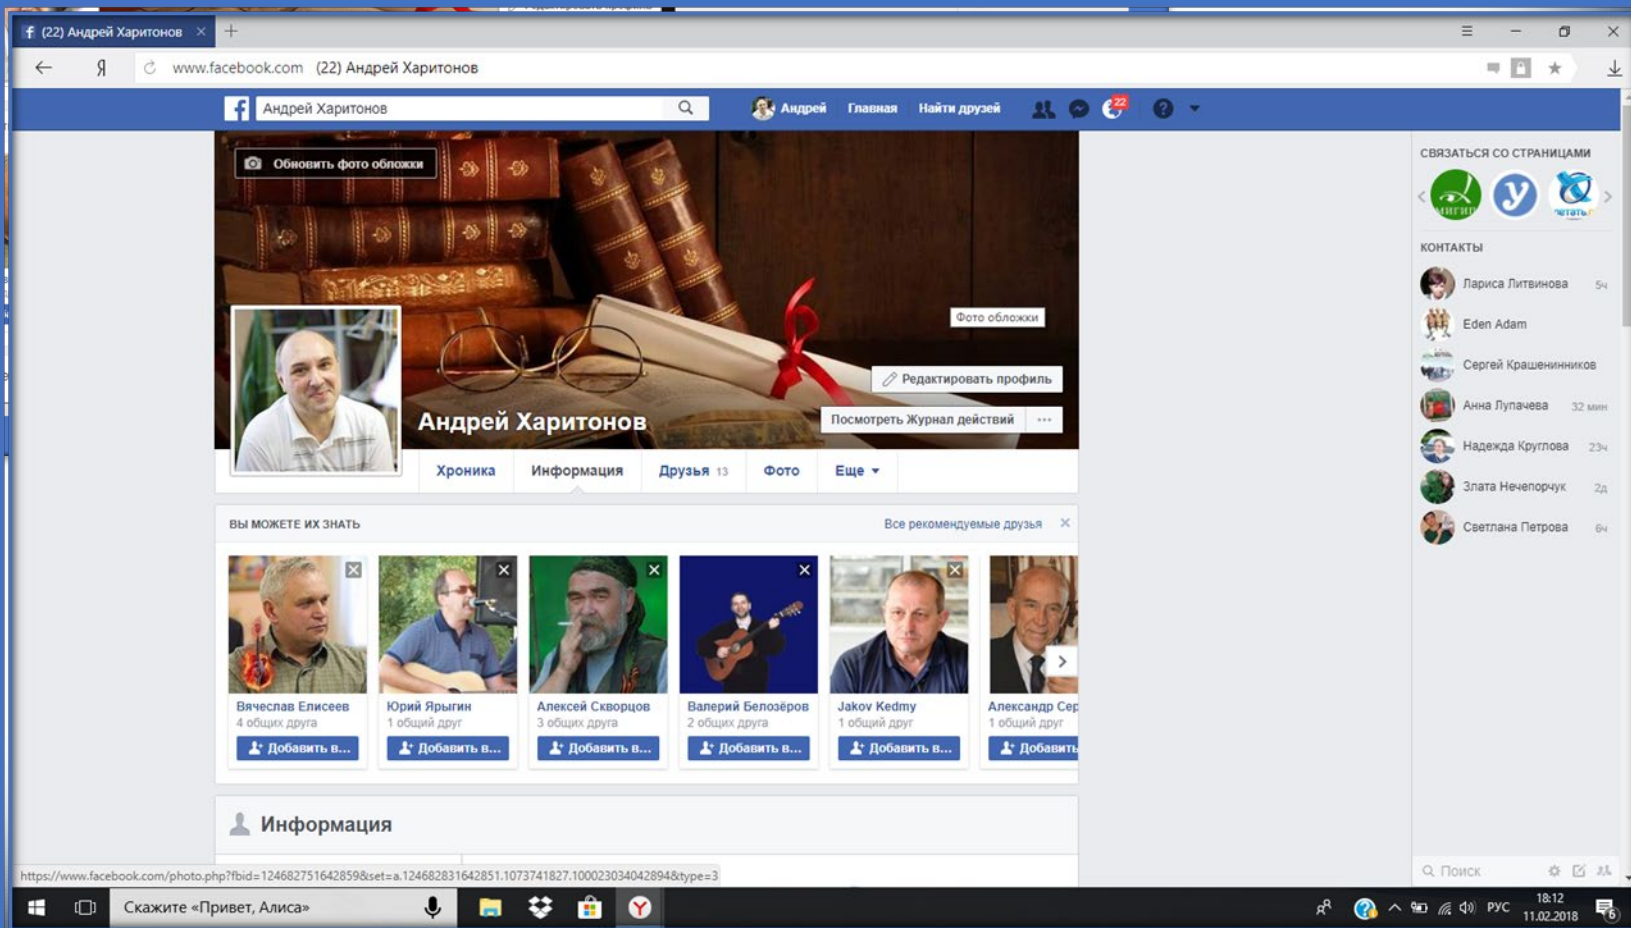 (22) Андрей Харитонов
Я www.facebook.com (22) Андрей Харитонов
Андрей Харитонов
Андрей Главная Найти друзей 22
Обновить фото обложки
Фото обложки
Редактировать профиль
Андрей Харитонов
Посмотреть Журнал действий ...
Хроника Информация Друзья 13 Фото Еще
ВЫ МОЖЕТЕ ИХ ЗНАТЬ Все рекомендуемые друзья
Вячеслав Елисеев
4 общих друга
Добавить в...
Юрий Ярыгин
1 общий друг
Добавить в...
Алексей Скворцов
3 общих друга
Добавить в...
Валерий Белозёров
2 общих друга
Добавить в...
Jakov Kedmy
1 общий друг
Добавить в...
Александр Сер
1 общий друг
Добавить
Информация
СВЯЗАТЬСЯ СО СТРАНИЦАМИ
МИГИП
У
КОНТАКТЫ
Лариса Литвинова 5ч
Eden Adam
Сергей Крашенинников
Анна Лупачева 32 мин
Надежда Круглова 23ч
Злата Нечепорчук 2д
Светлана Петрова 6ч
Поиск
https://www.facebook.com/photo.php?fbid=124682751642859&set=a.124682831642851.1073741827.100023034042894&type=3
Скажите «Привет, Алиса»
РУС
18:12
11.02.2018
6